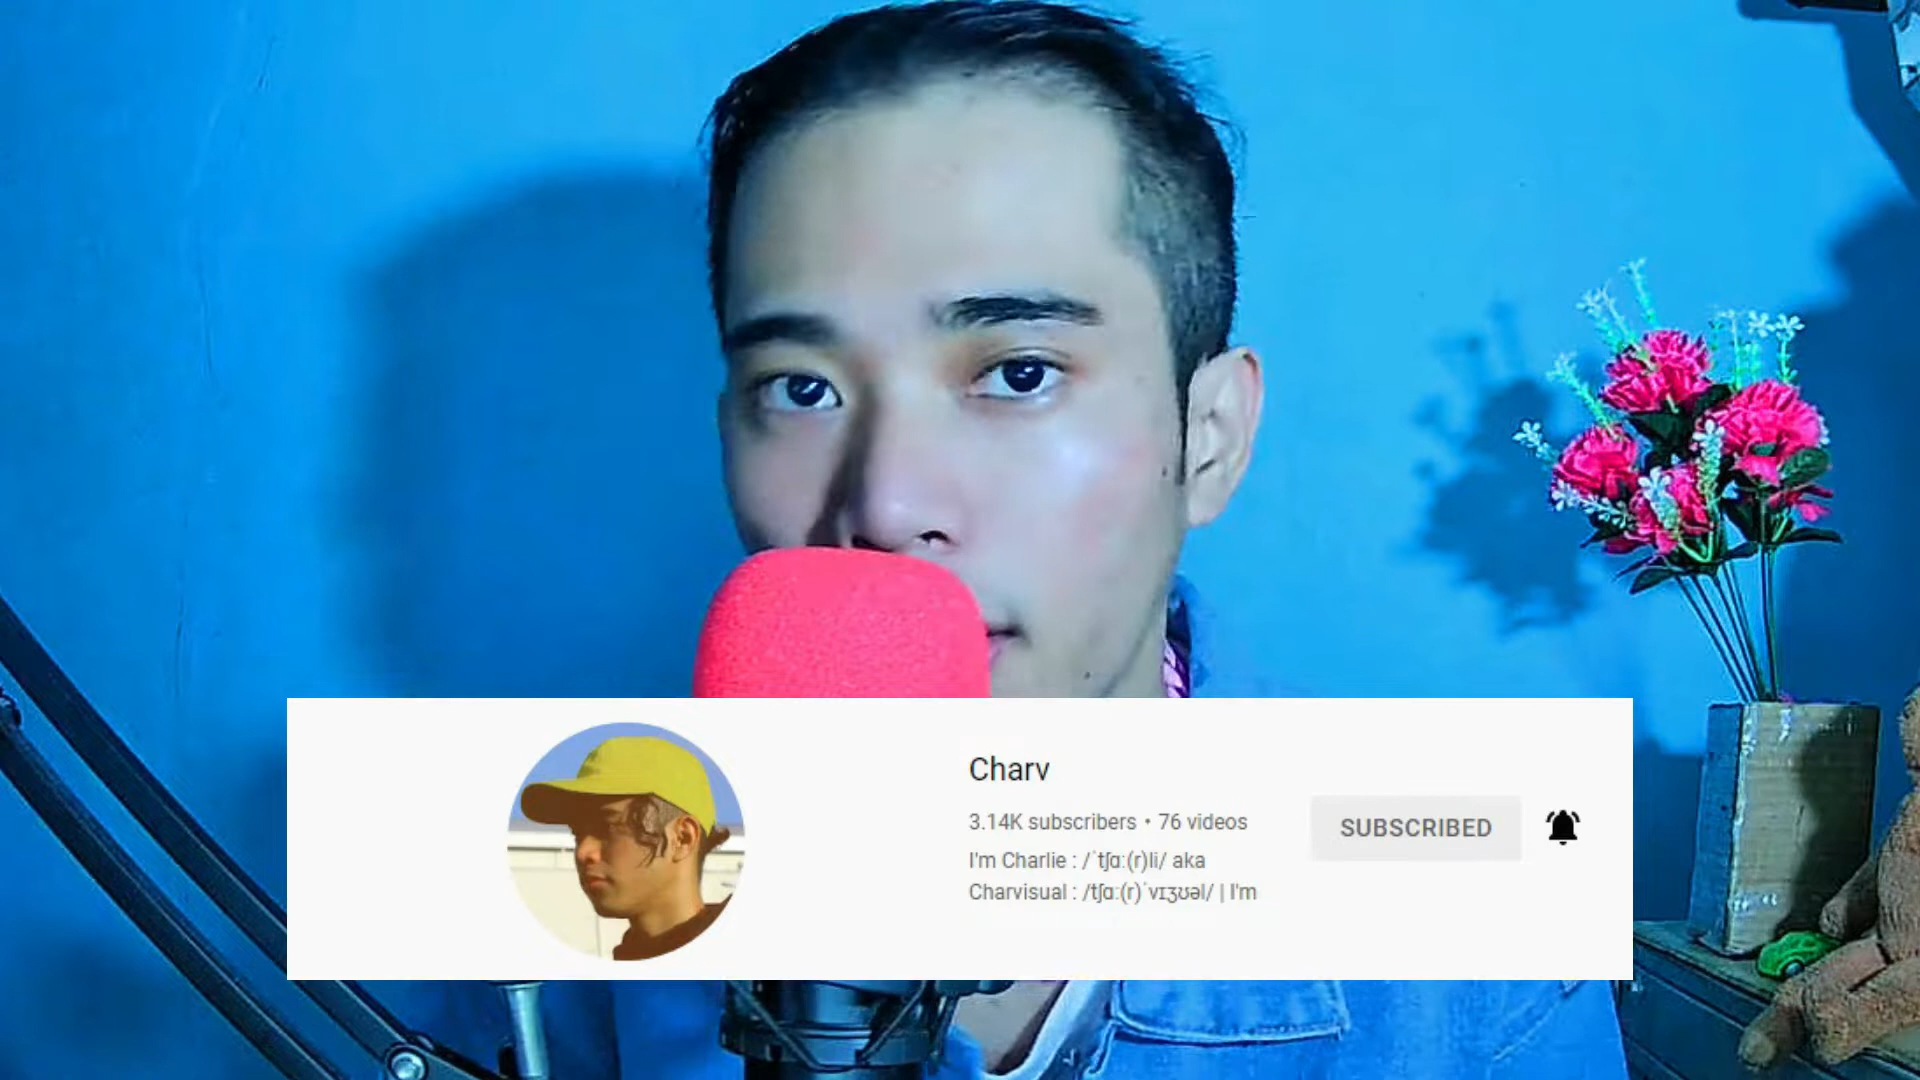 Charv
3.14K subscribers • 76 videos
SUBSCRIBED
I'm Charlie : /ˈtʃɑː(r)li/ aka
Charvisual : /tʃɑː(r)ˈvɪʒʊəl/ | I'm